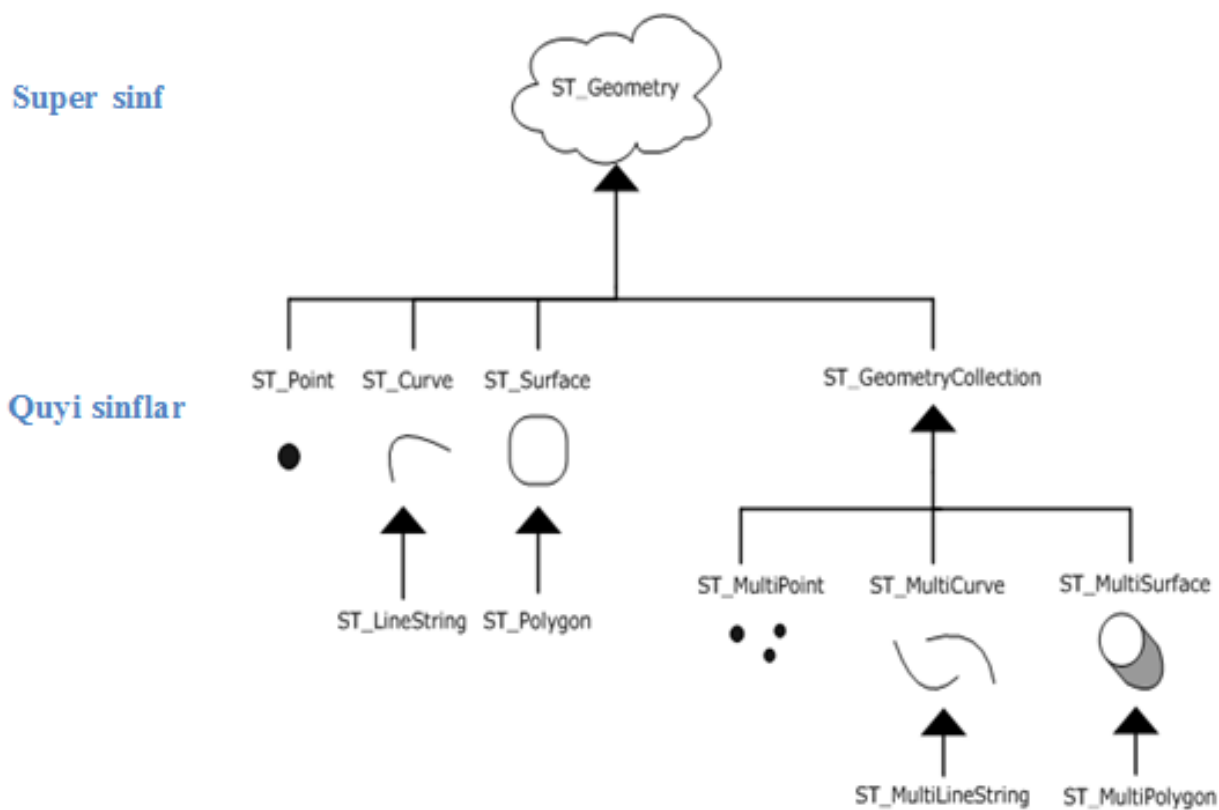 ST_Geometry
Super sinf
ST_Point ST_Curve ST_Surface ST_GeometryCollection
Quyi sinflar
ST_MultiPoint ST_MultiCurve ST_MultiSurface
ST_LineString ST_Polygon
ST_MultiLineString ST_MultiPolygon